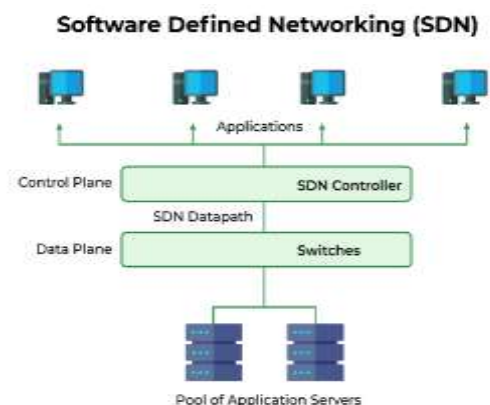 Software Defined Networking (SDN)
Applications
Control Plane
SDN Controller
SDN Datapath
Data Plane
Switches
Pool of Application Servers